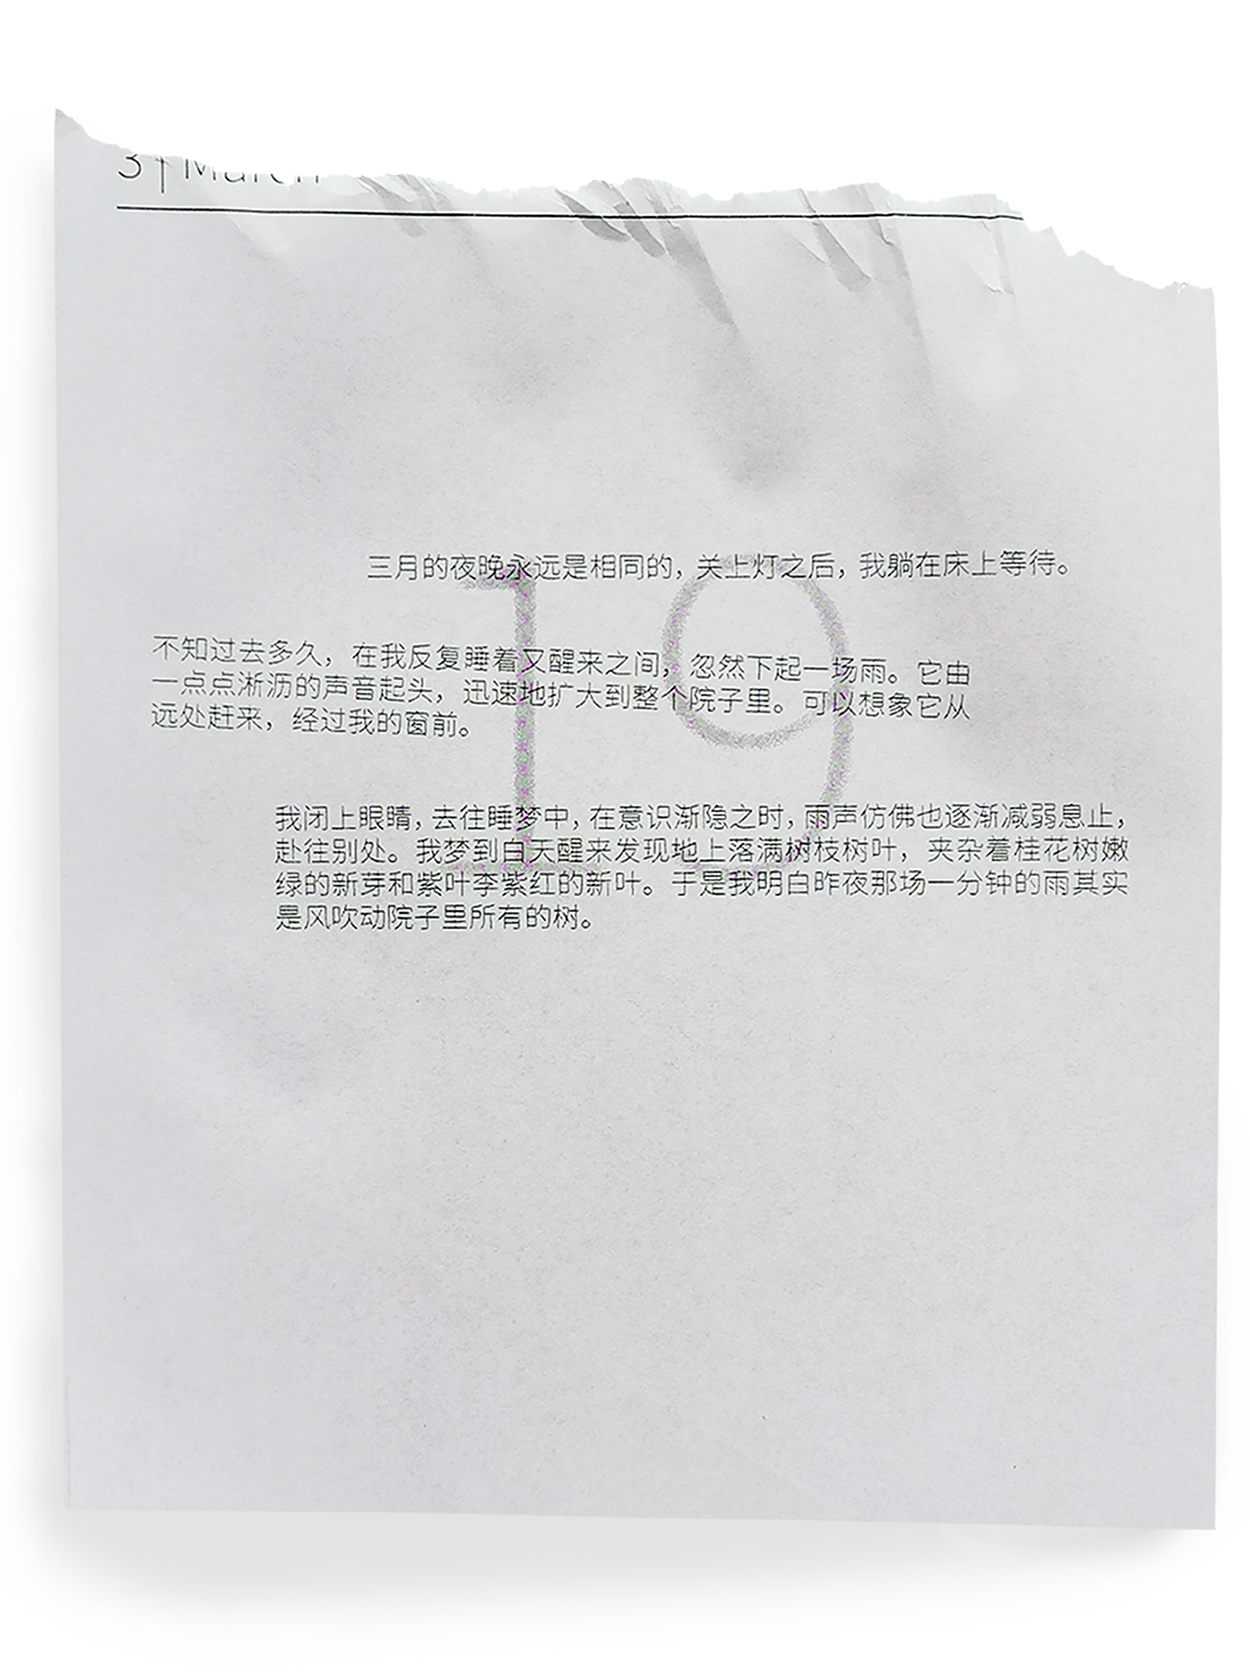 3 | March
19
三月的夜晚永远是相同的，关上灯之后，我躺在床上等待。
不知过去多久，在我反复睡着又醒来之间，忽然下起一场雨。它由
一点点淅沥的声音起头，迅速地扩大到整个院子里。可以想象它从
远处赶来，经过我的窗前。
我闭上眼睛，去往睡梦中，在意识渐隐之时，雨声仿佛也逐渐减弱息止，
赴往别处。我梦到白天醒来发现地上落满树枝树叶，夹杂着桂花树嫩
绿的新芽和紫叶李紫红的新叶。于是我明白昨夜那场一分钟的雨其实
是风吹动院子里所有的树。